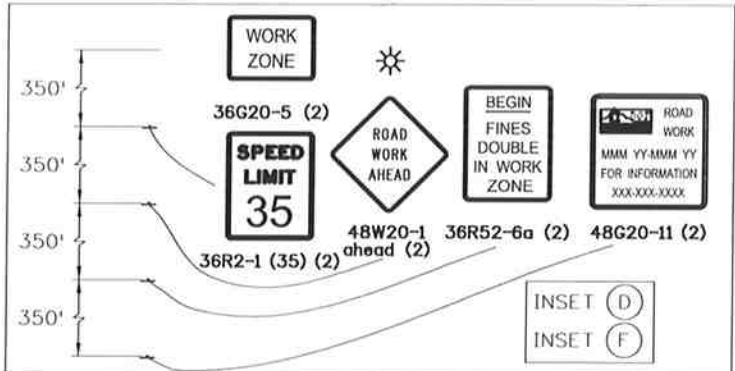 WORK
ZONE
36G20-5 (2)
SPEED
LIMIT
35
36R2-1 (35) (2)
ROAD
WORK
AHEAD
48W20-1
ahead (2)
BEGIN
FINES
DOUBLE
IN WORK
ZONE
36R52-6a (2)
ROAD
WORK
MMM YY-MMM YY
FOR INFORMATION
XXX-XXX-XXXX
48G20-11 (2)
350'
350'
350'
350'
INSET D
INSET F